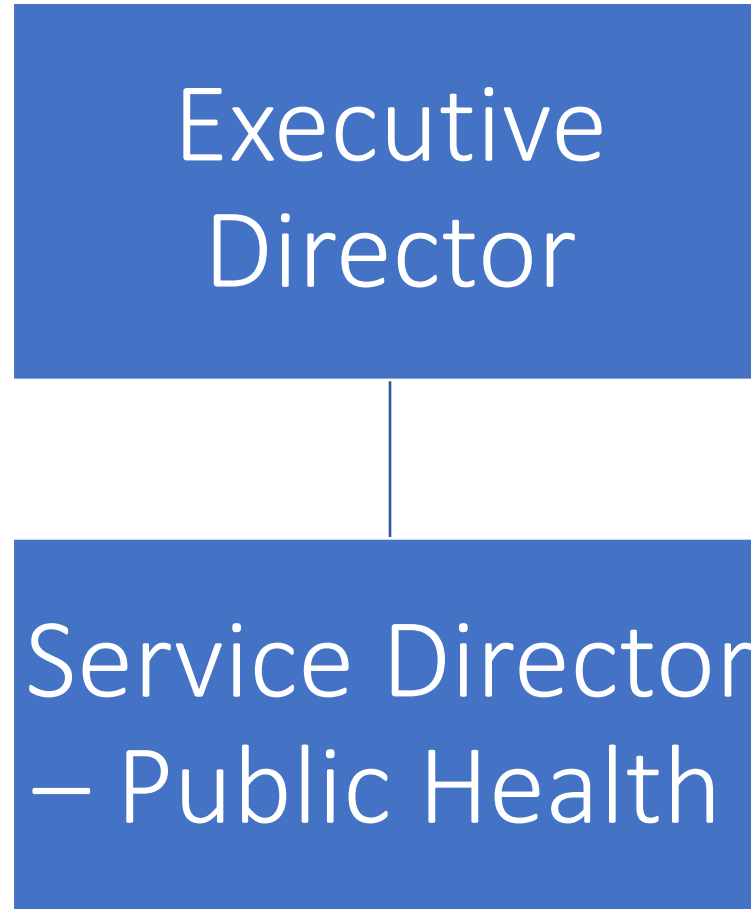 Executive
Director
Service Director
– Public Health